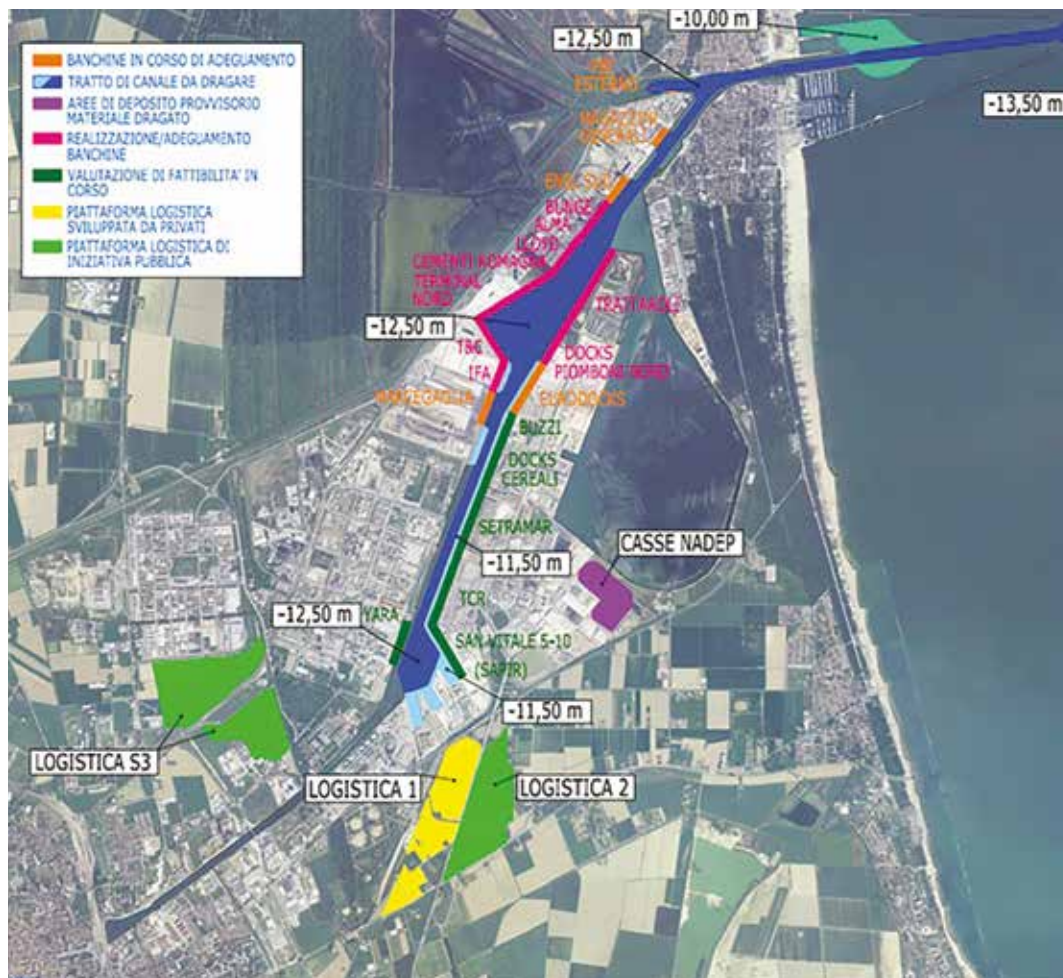 -10,00 m
-12,50 m
-13,50 m
BANCHINE IN CORSO DI ADEGUAMENTO
TRATTO DI CANALE DA DRAGARE
AREE DI DEPOSITO PROVVISORIO
MATERIALE DRAGATO
REALIZZAZIONE/ADEGUAMENTO
BANCHINE
VALUTAZIONE DI FATTIBILITA' IN
CORSO
PIATTAFORMA LOGISTICA
SVILUPPATA DA PRIVATI
PIATTAFORMA LOGISTICA DI
INIZIATIVA PUBBLICA
ESTERNO
MAGAZZINI
GENERALI
BUNGE
ALMA
LLOYD
CEMENTI ROMAGNA
TERMINAL
NORD
TRATTAROLI
-12,50 m
IFA
DOCKS
PIOMBONI NORD
MARCEGAGLIA
EURODOCKS
BUZZI
DOCKS
CEREALI
SETRAMAR
-11,50 m
CASSE NADEP
TCR
-12,50 m
YARA
SAN VITALE 5-10
(SAPIR)
-11,50 m
LOGISTICA S3
LOGISTICA 1
LOGISTICA 2